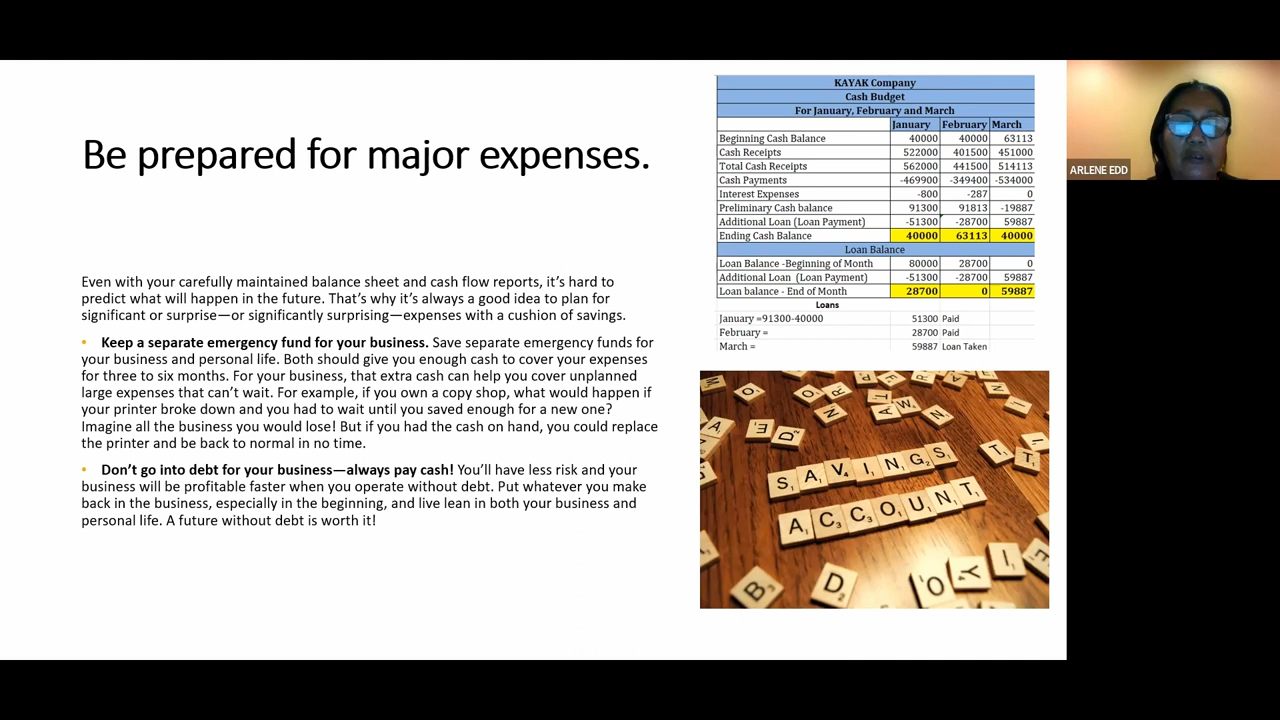 Be prepared for major expenses.
Even with your carefully maintained balance sheet and cash flow reports, it’s hard to
predict what will happen in the future. That’s why it’s always a good idea to plan for
significant or surprise—or significantly surprising—expenses with a cushion of savings.
• Keep a separate emergency fund for your business. Save separate emergency funds for
your business and personal life. Both should give you enough cash to cover your expenses
for three to six months. For your business, that extra cash can help you cover unplanned
large expenses that can’t wait. For example, if you own a copy shop, what would happen if
your printer broke down and you had to wait until you saved enough for a new one?
Imagine all the business you would lose! But if you had the cash on hand, you could replace
the printer and be back to normal in no time.
• Don’t go into debt for your business—always pay cash! You’ll have less risk and your
business will be profitable faster when you operate without debt. Put whatever you make
back in the business, especially in the beginning, and live lean in both your business and
personal life. A future without debt is worth it!
KAYAK Company
Cash Budget
For January, February and March
January February March
Beginning Cash Balance 40000 40000 63113
Cash Receipts 522000 401500 451000
Total Cash Receipts 562000 441500 514113
Cash Payments -469900 -349400 -534000
Interest Expenses -800 -287 0
Preliminary Cash balance 91300 91813 -19887
Additional Loan (Loan Payment) -51300 -28700 59887
Ending Cash Balance 40000 63113 40000
Loan Balance
Loan Balance -Beginning of Month 80000 28700 0
Additional Loan (Loan Payment) -51300 -28700 59887
Loan balance - End of Month 28700 0 59887
Loans
January =91300-40000 51300 Paid
February = 28700 Paid
March = 59887 Loan Taken
SAVINGS
ACCOUNT
ARLENE EDD